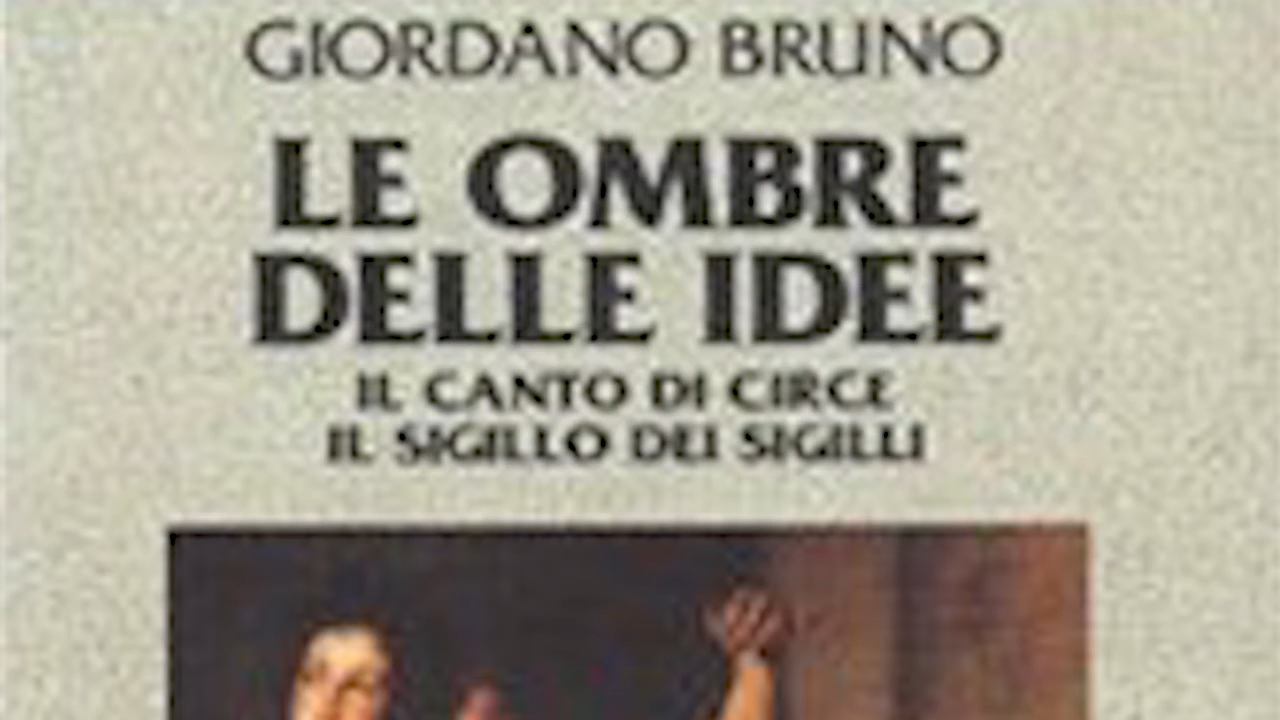 GIORDANO BRUNO
LE OMBRE
DELLE IDEE
IL CANTO DI CIRCE
IL SIGILLO DEI SIGILLI